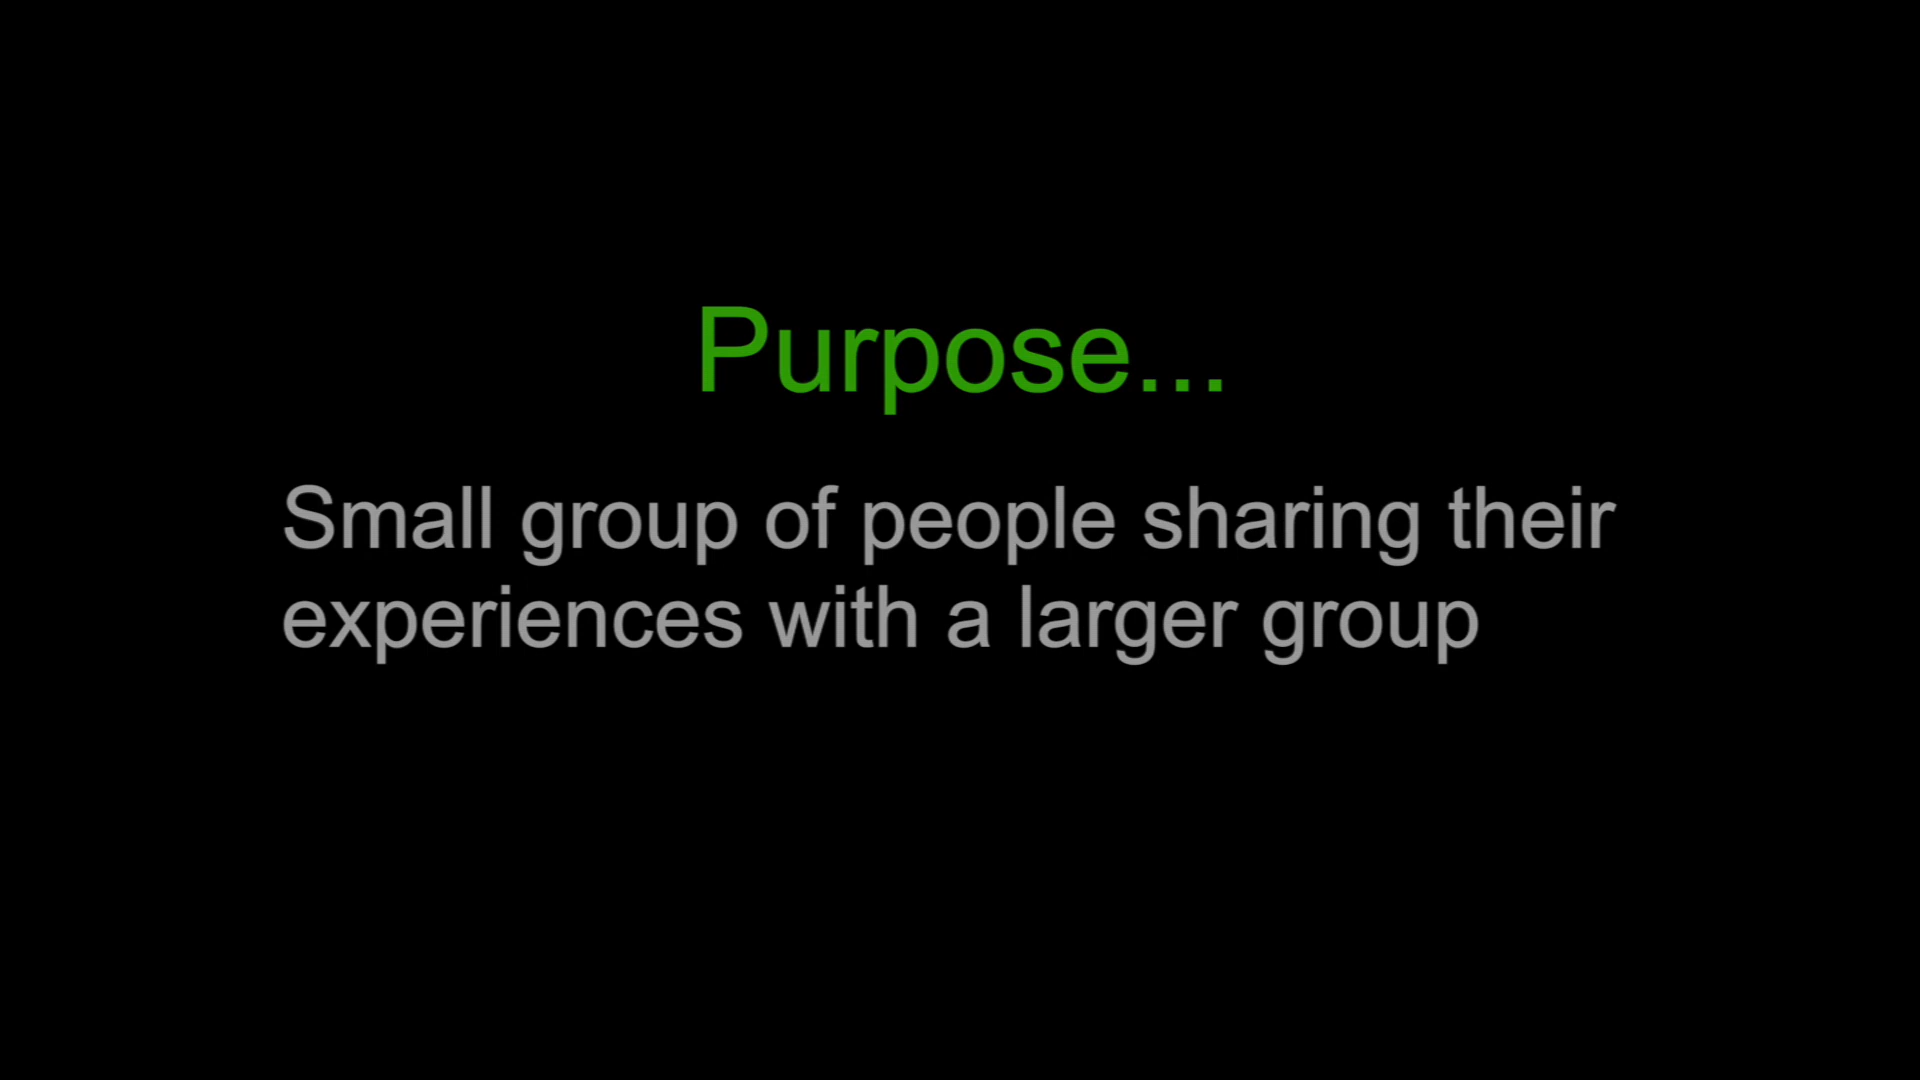 Purpose...
Small group of people sharing their
experiences with a larger group